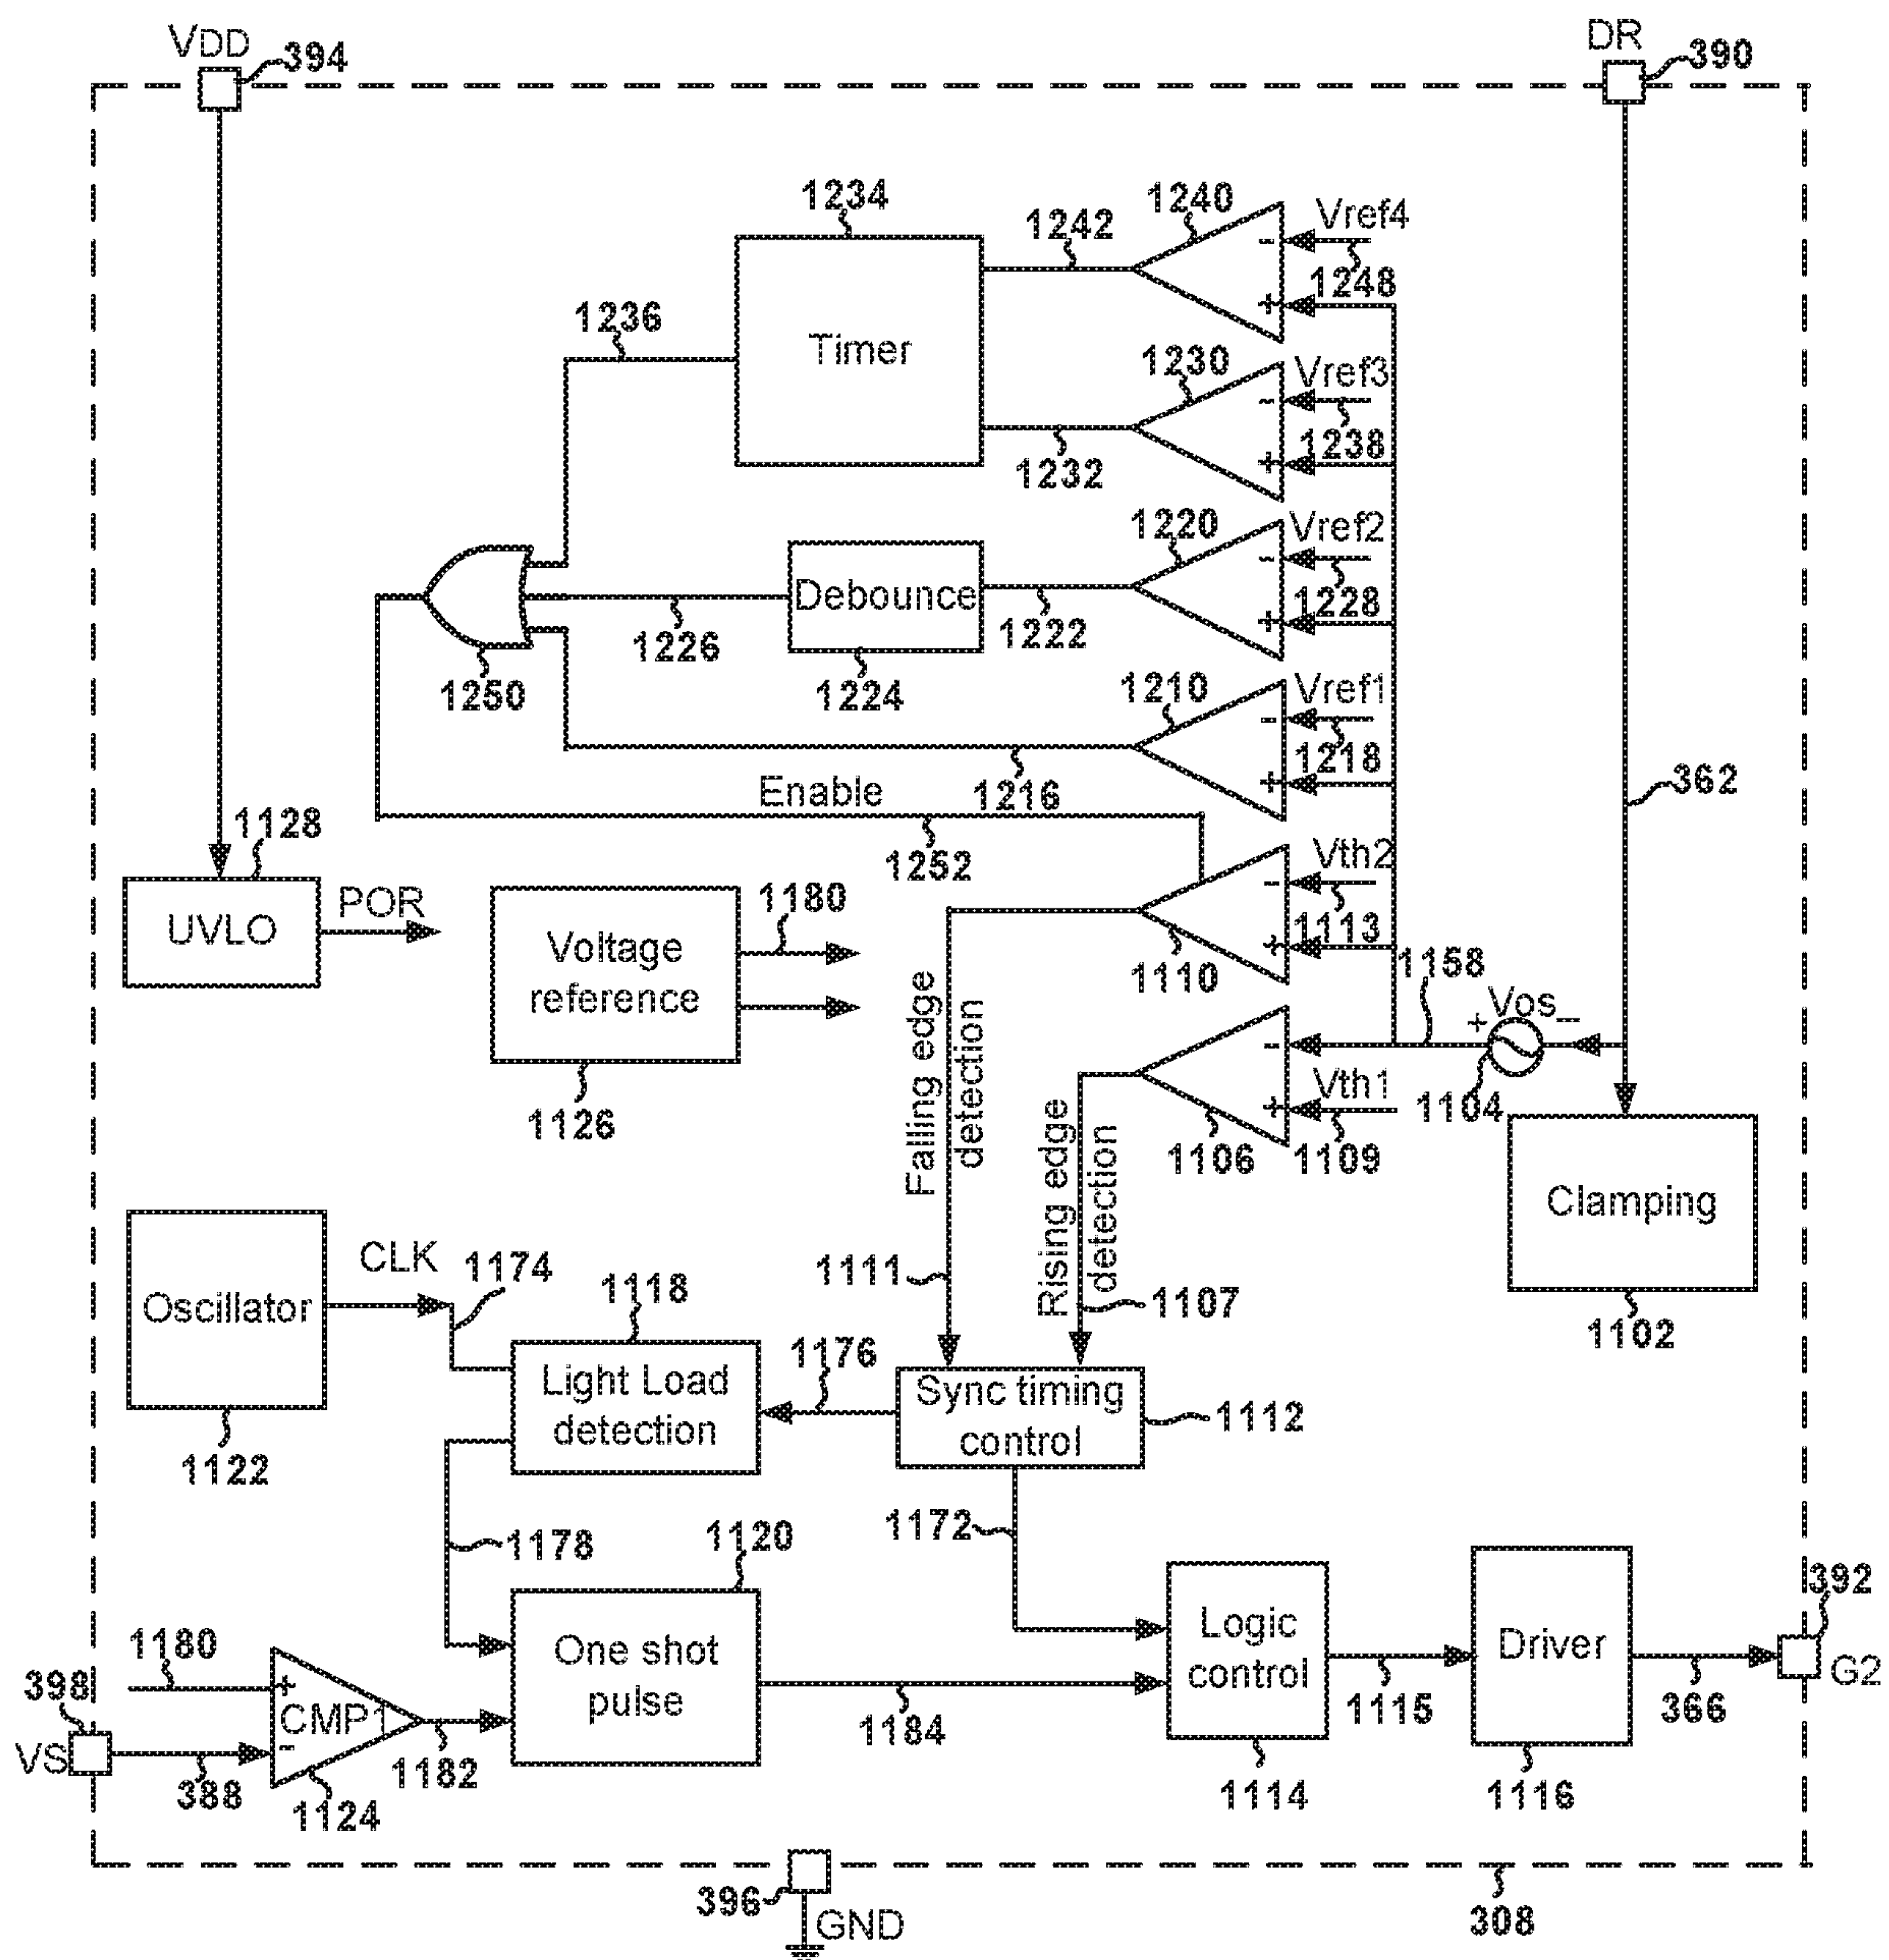 VDD
394
DR
390
1234
1240
Vref4
1242
1248
1236
Timer
1230
Vref3
1238
1232
1220
Vref2
Debounce
1228
1226
1222
1250
1224
1210
Vref1
1218
Enable
1216
362
1128
1252
Vth2
POR
1180
UVLO
Voltage
reference
1113
1110
1158
Vos
+
-
Falling edge
detection
1126
Vth1
1104
1106
1109
Rising edge
detection
Clamping
CLK
1174
1111
1107
Oscillator
1118
1102
1176
Light Load
detection
Sync timing
control
1112
1122
1178
1120
1172
392
1180
One shot
pulse
Logic
control
Driver
G2
398
CMP1
VS
388
1182
1184
1115
366
1124
1114
1116
396
GND
308